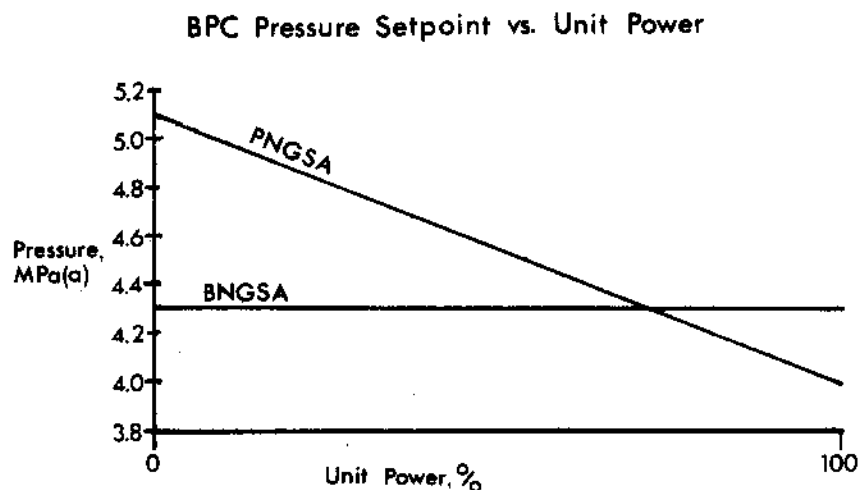 BPC Pressure Setpoint vs. Unit Power
5.2
PNGSA
5.0
4.8
4.6
Pressure,
MPa(a)
4.4
BNGSA
4.2
4.0
3.8
0
100
Unit Power, %